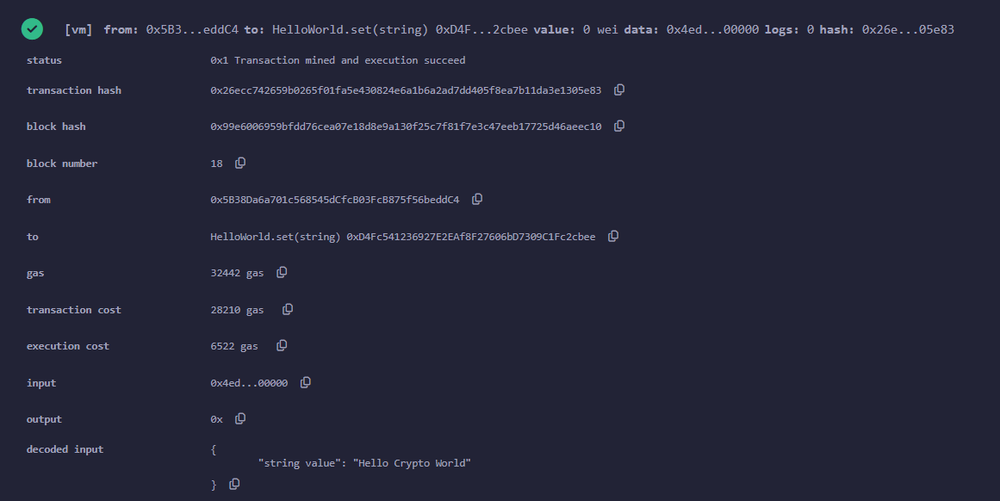 [vm] from: 0x5B3...eddC4 to: HelloWorld.set(string) 0xD4F...2cbee value: 0 wei data: 0x4ed...00000 logs: 0 hash: 0x26e...05e83
status 0x1 Transaction mined and execution succeed
transaction hash 0x26ecc742659b0265f01fa5e430824e6a1b6a2ad7dd405f8ea7b11da3e1305e83
block hash 0x99e6006959bfdd76cea07e18d8e9a130f25c7f81f7e3c47eeb17725d46aeec10
block number 18
from 0x5B38Da6a701c568545dCfcB03FcB875f56beddC4
to HelloWorld.set(string) 0xD4Fc541236927E2EAf8F27606bD7309C1Fc2cbee
gas 32442 gas
transaction cost 28210 gas
execution cost 6522 gas
input 0x4ed...00000
output 0x
decoded input {
"string value": "Hello Crypto World"
}